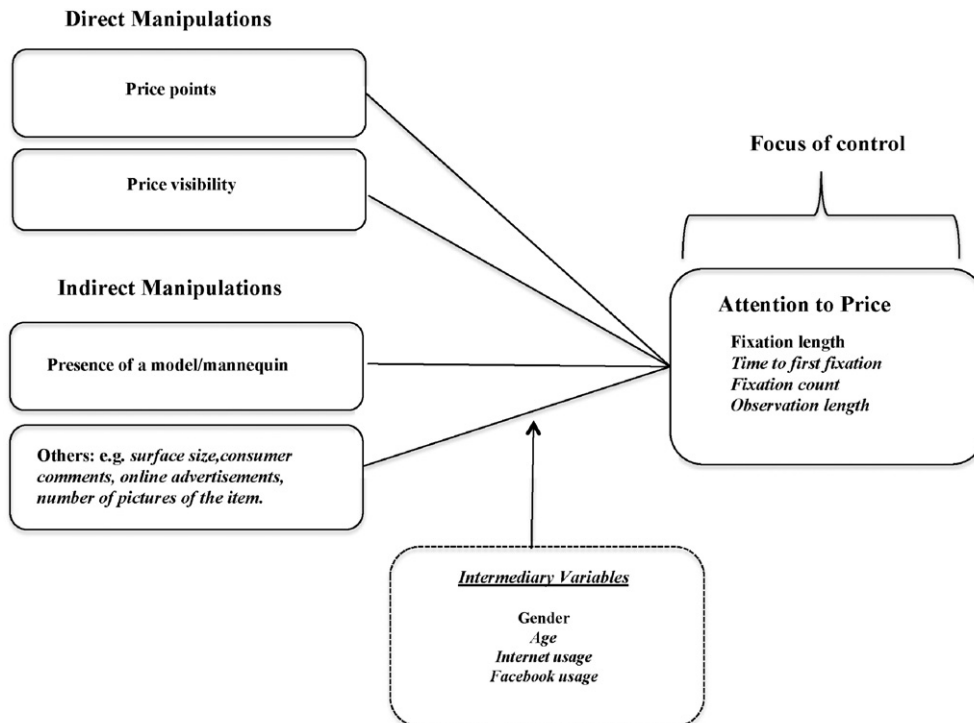 Direct Manipulations
Price points
Price visibility
Indirect Manipulations
Presence of a model/mannequin
Others: e.g. surface size,consumer
comments, online advertisements,
number of pictures of the item.
Focus of control
Attention to Price
Fixation length
Time to first fixation
Fixation count
Observation length
Intermediary Variables
Gender
Age
Internet usage
Facebook usage